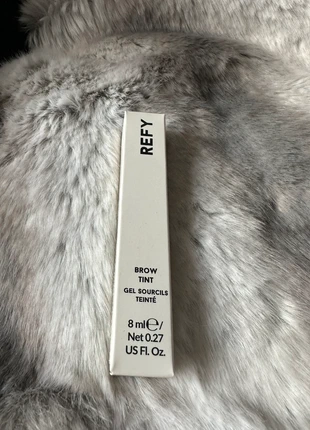 REFY
BROW
TINT
GEL SOURCILS
TEINTÉ
8 ml ℮/
Net 0.27
US Fl. Oz.